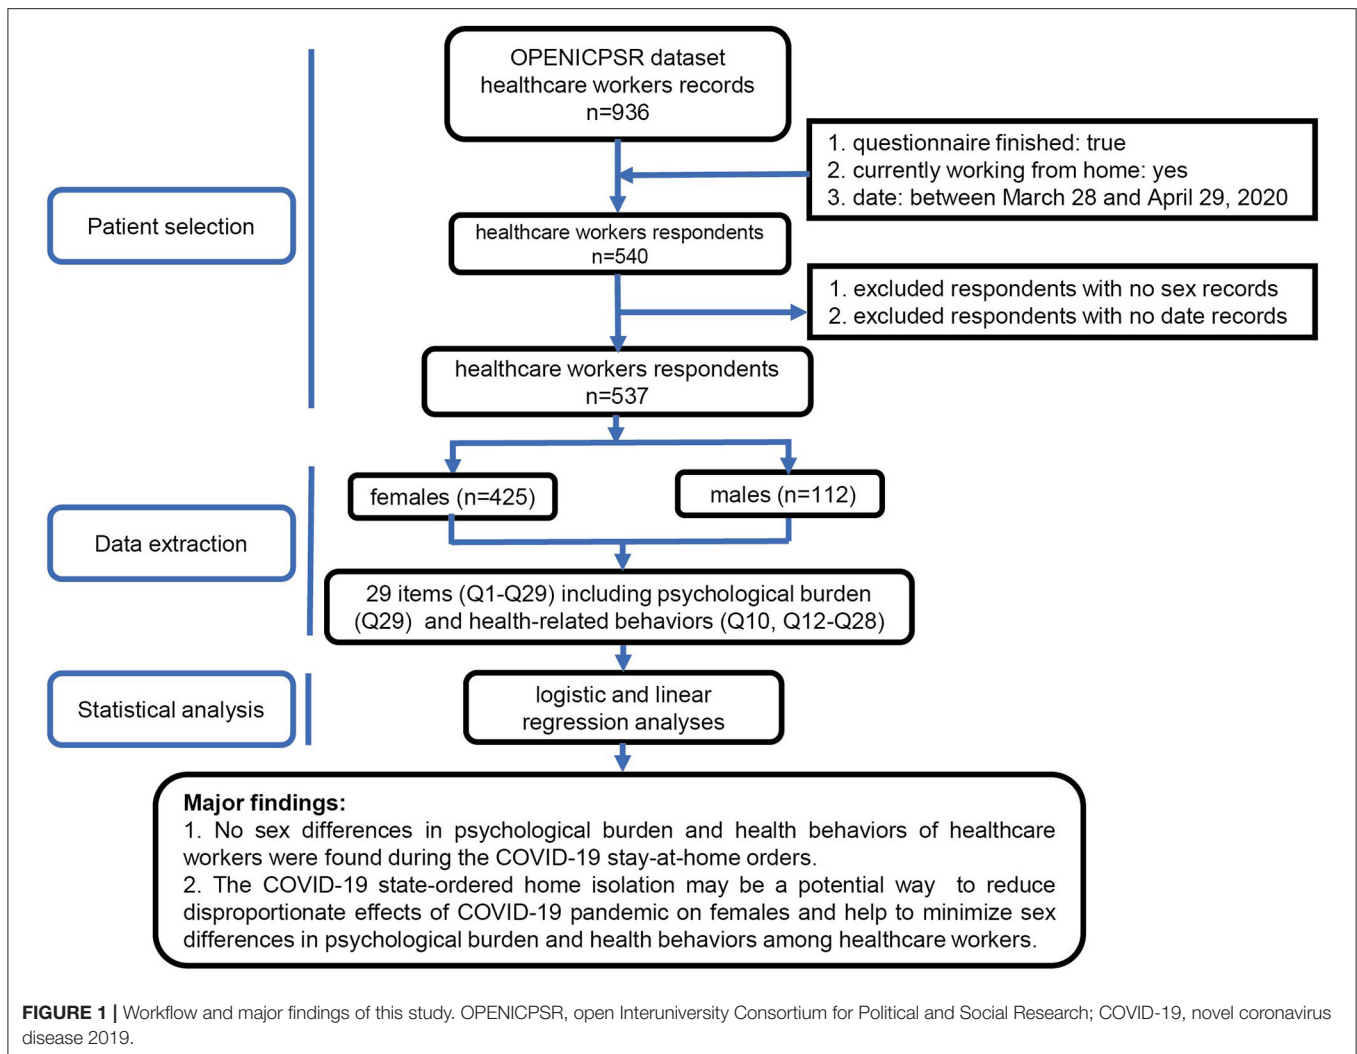 OPENICPSR dataset
healthcare workers records
n=936
1. questionnaire finished: true
2. currently working from home: yes
3. date: between March 28 and April 29, 2020
Patient selection
healthcare workers respondents
n=540
1. excluded respondents with no sex records
2. excluded respondents with no date records
healthcare workers respondents
n=537
females (n=425)
males (n=112)
Data extraction
29 items (Q1-Q29) including psychological burden
(Q29) and health-related behaviors (Q10, Q12-Q28)
Statistical analysis
logistic and linear
regression analyses
Major findings:
1. No sex differences in psychological burden and health behaviors of healthcare
workers were found during the COVID-19 stay-at-home orders.
2. The COVID-19 state-ordered home isolation may be a potential way to reduce
disproportionate effects of COVID-19 pandemic on females and help to minimize sex
differences in psychological burden and health behaviors among healthcare workers.
FIGURE 1 | Workflow and major findings of this study. OPENICPSR, open Interuniversity Consortium for Political and Social Research; COVID-19, novel coronavirus
disease 2019.